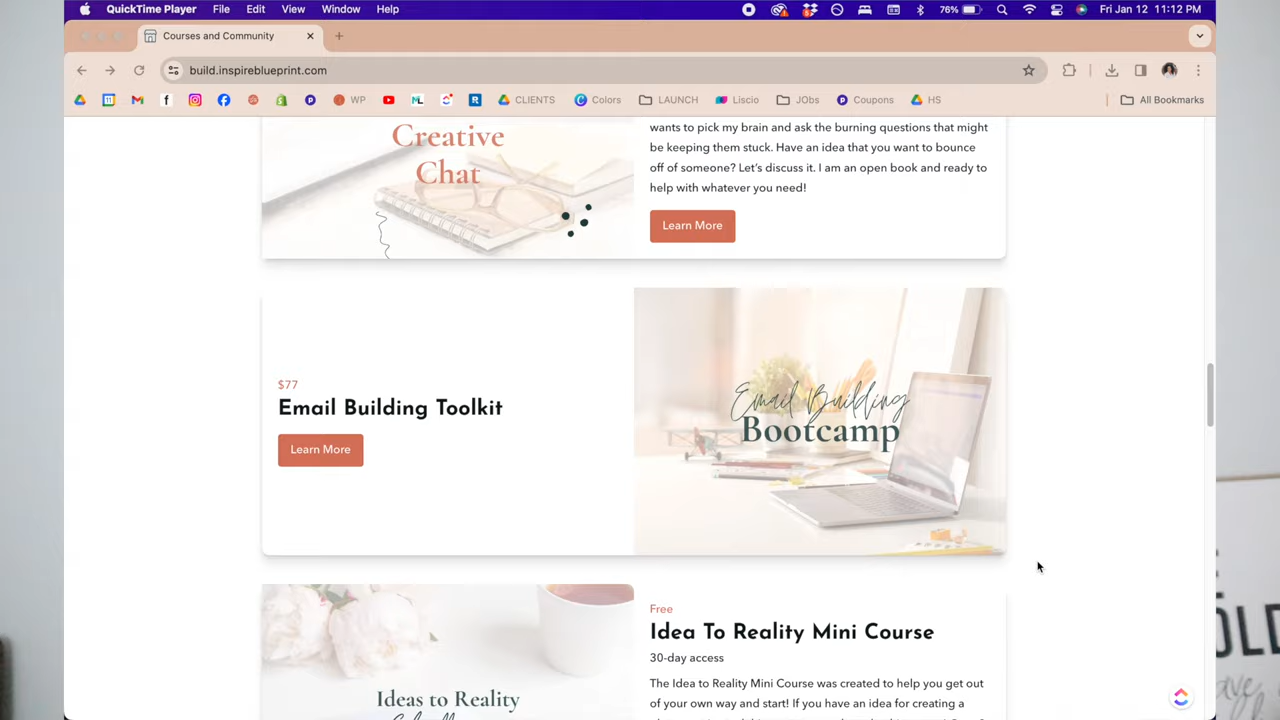 QuickTime Player File Edit View Window Help 76% Fri Jan 12 11:12 PM
Courses and Community
build.inspireblueprint.com
WP CLIENTS Colors LAUNCH Liscio JObs Coupons HS All Bookmarks
Creative
Chat
wants to pick my brain and ask the burning questions that might
be keeping them stuck. Have an idea that you want to bounce
off of someone? Let's discuss it. I am an open book and ready to
help with whatever you need!
Learn More
$77
Email Building Toolkit
Learn More
Email Building
Bootcamp
Free
Idea To Reality Mini Course
30-day access
The Idea to Reality Mini Course was created to help you get out
of your own way and start! If you have an idea for creating a
Ideas to Reality